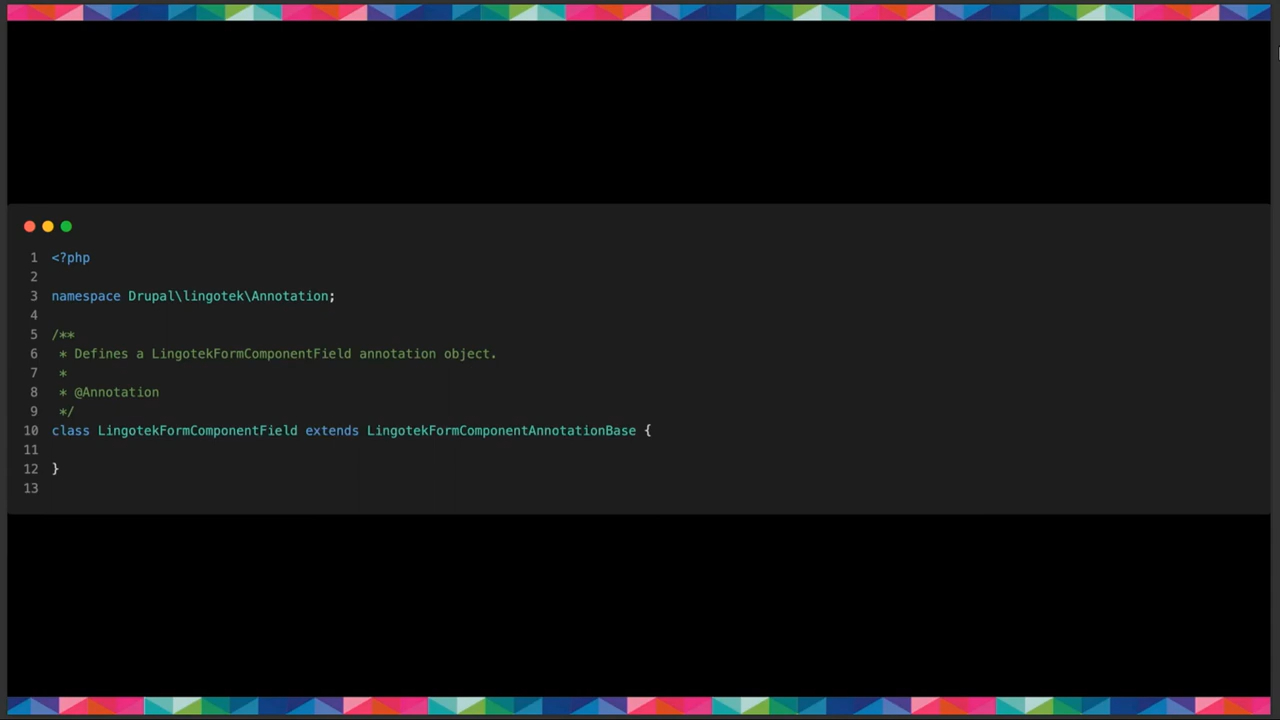 1 <?php
2
3 namespace Drupal\lingotek\Annotation;
4
5 /**
6  * Defines a LingotekFormComponentField annotation object.
7  *
8  * @Annotation
9  */
10 class LingotekFormComponentField extends LingotekFormComponentAnnotationBase {
11
12 }
13